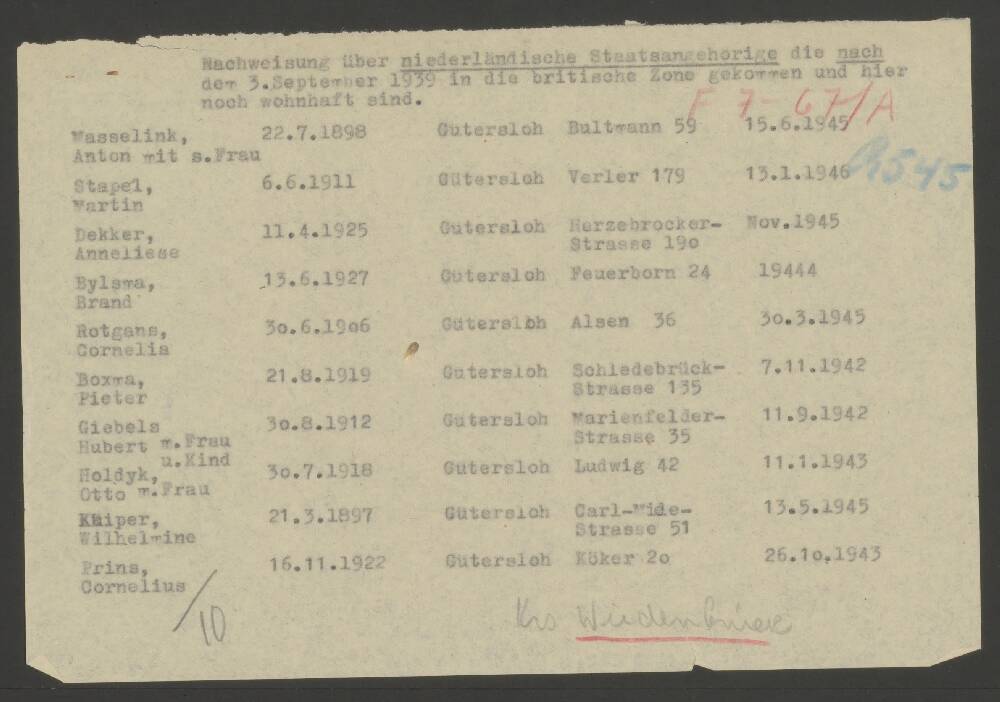 Nachweisung über niederländische Staatsangehörige die nach
dem 3.September 1939 in die britische Zone gekommen und hier
noch wohnhaft sind.
F 7-67/A
Wasselink, 22.7.1898 Gütersloh Bultmann 59 15.6.1945
Anton mit s.Frau
R545
Stapel, 6.6.1911 Gütersloh Verler 179 13.1.1946
Martin
Dekker, 11.4.1925 Gütersloh Herzebrocker- Nov.1945
Anneliese Strasse 19o
Bylsma, 13.6.1927 Gütersloh Feuerborn 24 19444
Brand
Rotgans, 3o.6.19o6 Gütersloh Alsen 36 3o.3.1945
Cornelia
Boxma, 21.8.1919 Gütersloh Schledebrück- 7.11.1942
Pieter Strasse 135
Giebels 3o.8.1912 Gütersloh Marienfelder- 11.9.1942
Hubert m.Frau Strasse 35
u.Kind
Holdyk, 3o.7.1918 Gütersloh Ludwig 42 11.1.1943
Otto m.Frau
Kuiper, 21.3.1897 Gütersloh Carl-Mide- 13.5.1945
Wilhelmine Strasse 51
Prins, 16.11.1922 Gütersloh Köker 2o 26.1o.1943
Cornelius
/10
Krs Wiedenbrück